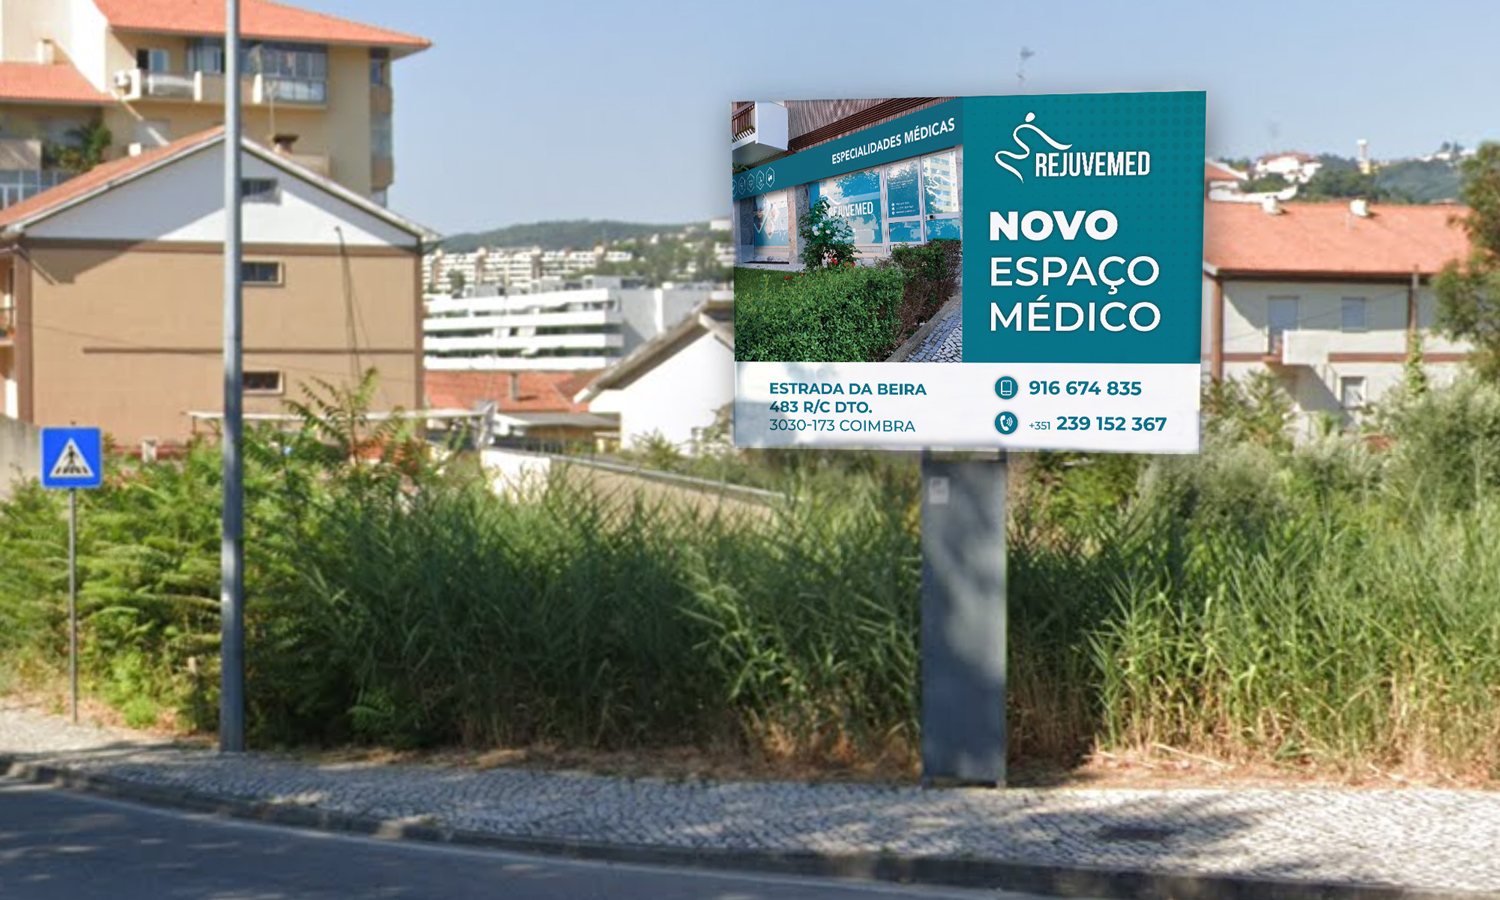 ESPECIALIDADES MÉDICAS
REJUVEMED
REJUVEMED
NOVO
ESPAÇO
MÉDICO
ESTRADA DA BEIRA
483 R/C DTO.
3030-173 COIMBRA
916 674 835
+351 239 152 367